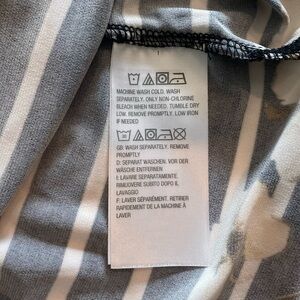 MACHINE WASH COLD. WASH
SEPARATELY. ONLY NON-CHLORINE
BLEACH WHEN NEEDED. TUMBLE DRY
LOW. REMOVE PROMPTLY. LOW IRON
IF NEEDED
GB: WASH SEPARATELY. REMOVE
PROMPTLY
D: SEPARAT WASCHEN. VOR DER
WÄSCHE ENTFERNEN
I: LAVARE SEPARATAMENTE.
RIMUOVERE SUBITO DOPO IL
LAVAGGIO
F: LAVER SÉPARÉMENT. RETIRER
RAPIDEMENT DE LA MACHINE À
LAVER